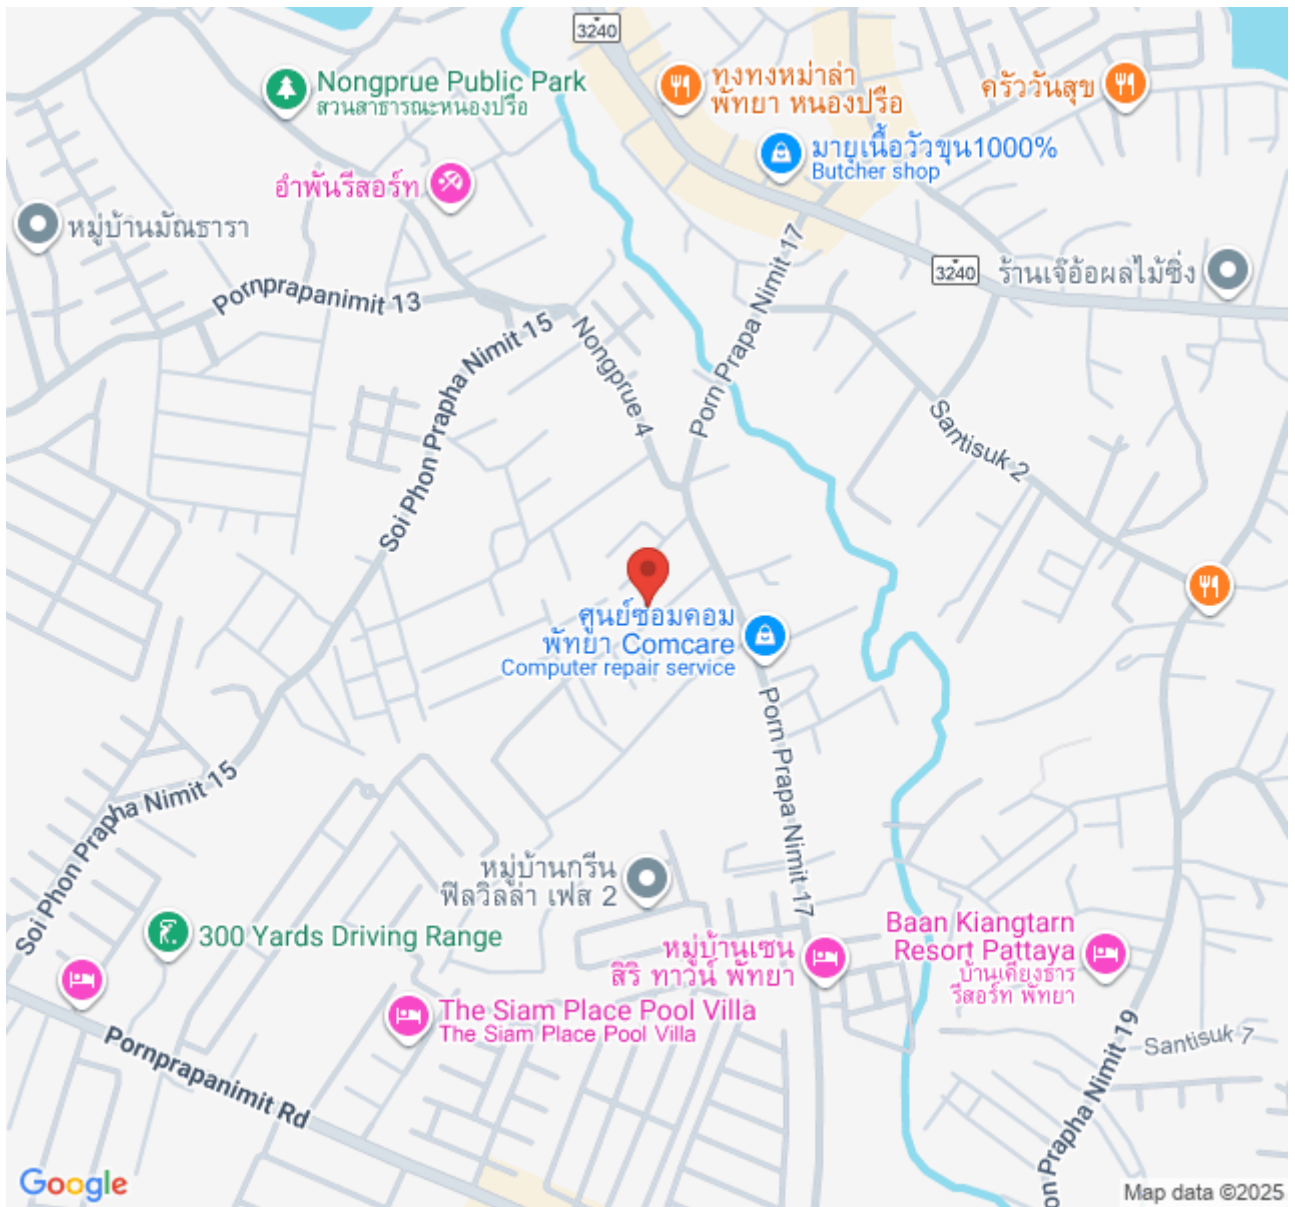 3240
Nongprue Public Park
สวนสาธารณะหนองปรือ
ทงทงหม่าล่า
พัทยา หนองปรือ
ครัววันสุข
มายูเนื้อวัวขุน1000%
Butcher shop
อำพันรีสอร์ท
หมู่บ้านมัณธารา
3240
ร้านเจ๊อ้อผลไม้ซิ่ง
Pornprapanimit 13
Soi Phon Prapha Nimit 15
Nongprue 4
Porn Prapa Nimit 17
Santisuk 2
ศูนย์ซ่อมคอม
พัทยา Comcare
Computer repair service
Porn Prapa Nimit 17
Soi Phon Prapha Nimit 15
หมู่บ้านกรีน
ฟิลวิลล่า เฟส 2
300 Yards Driving Range
หมู่บ้านเซน
สิริ ทาวน์ พัทยา
Baan Kiangtarn
Resort Pattaya
บ้านเคียงธาร
รีสอร์ท พัทยา
The Siam Place Pool Villa
The Siam Place Pool Villa
Pornprapanimit Rd
Santisuk 7
on Prapha Nimit 19
Google
Map data ©2025